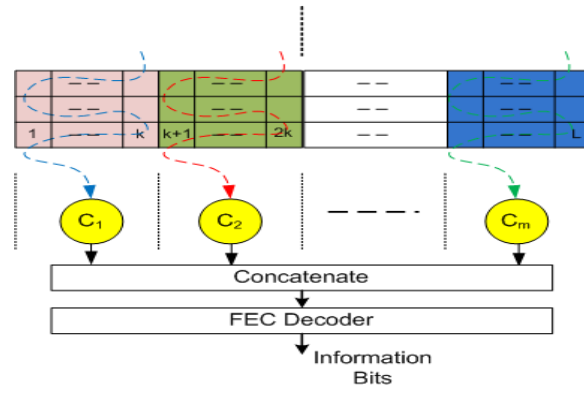 1 k k+1 2k L
C₁ C₂ Cₘ
Concatenate
FEC Decoder
Information
Bits